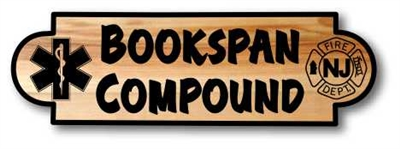 BOOKSPAN
COMPOUND
FIRE
NJ
DEPT.